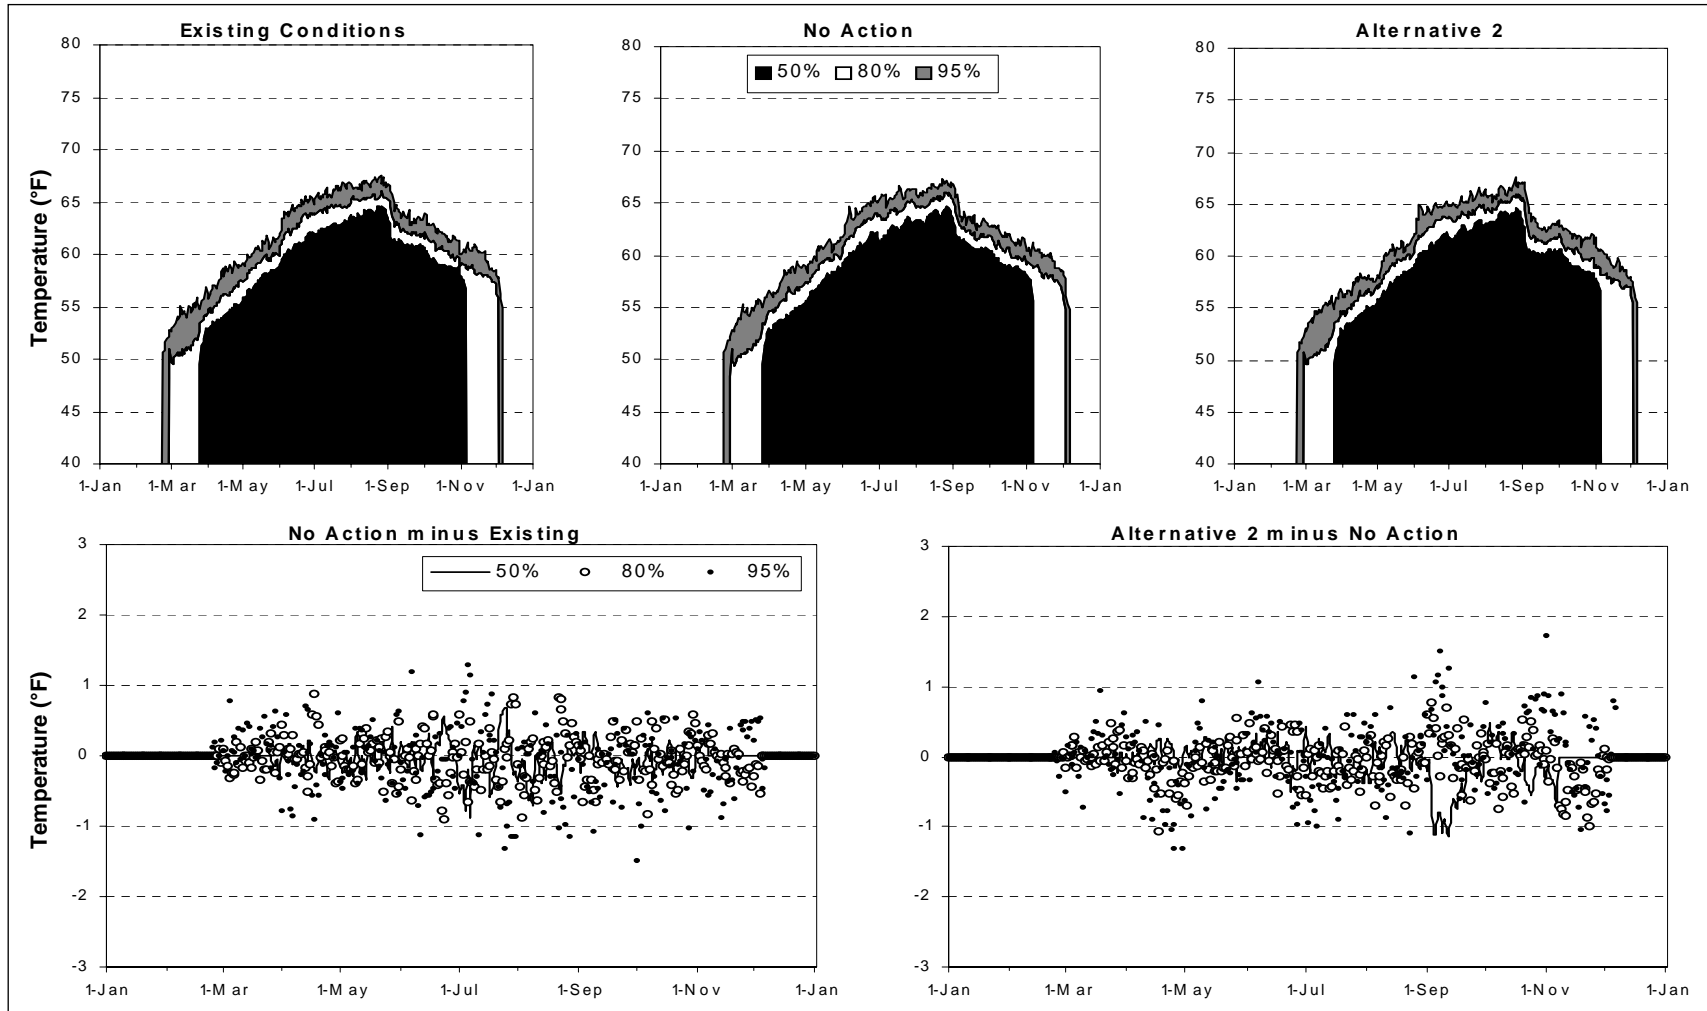 Existing Conditions
No Action
Alternative 2
80
75
70
65
60
55
50
45
40
Temperature (°F)
1-Jan 1-Mar 1-May 1-Jul 1-Sep 1-Nov 1-Jan
80
75
70
65
60
55
50
45
40
50% 80% 95%
1-Jan 1-Mar 1-May 1-Jul 1-Sep 1-Nov 1-Jan
80
75
70
65
60
55
50
45
40
1-Jan 1-Mar 1-May 1-Jul 1-Sep 1-Nov 1-Jan
No Action minus Existing
3
2
1
0
-1
-2
-3
Temperature (°F)
50% 80% 95%
1-Jan 1-Mar 1-May 1-Jul 1-Sep 1-Nov 1-Jan
Alternative 2 minus No Action
3
2
1
0
-1
-2
-3
1-Jan 1-Mar 1-May 1-Jul 1-Sep 1-Nov 1-Jan